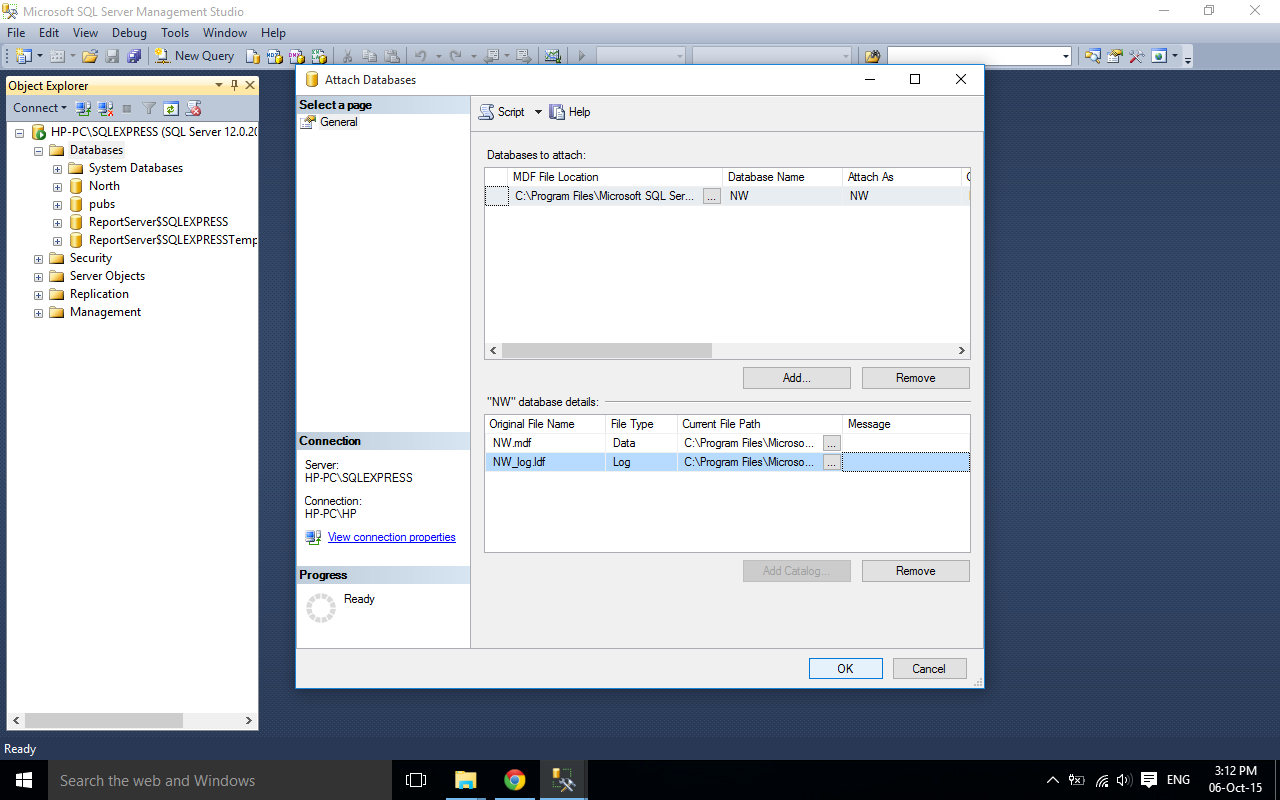 Microsoft SQL Server Management Studio
File Edit View Debug Tools Window Help
New Query
Object Explorer
Connect
HP-PC\SQLEXPRESS (SQL Server 12.0.20
Databases
System Databases
North
pubs
ReportServer$SQLEXPRESS
ReportServer$SQLEXPRESSTemp
Security
Server Objects
Replication
Management
Attach Databases
Select a page
General
Connection
Server:
HP-PC\SQLEXPRESS
Connection:
HP-PC\HP
View connection properties
Progress
Ready
Script Help
Databases to attach:
MDF File Location Database Name Attach As
C:\Program Files\Microsoft SQL Ser... ... NW NW
Add... Remove
"NW" database details:
Original File Name File Type Current File Path Message
NW.mdf Data C:\Program Files\Microso... ...
NW_log.ldf Log C:\Program Files\Microso... ...
Add Catalog... Remove
OK Cancel
Ready
Search the web and Windows
ENG
3:12 PM
06-Oct-15